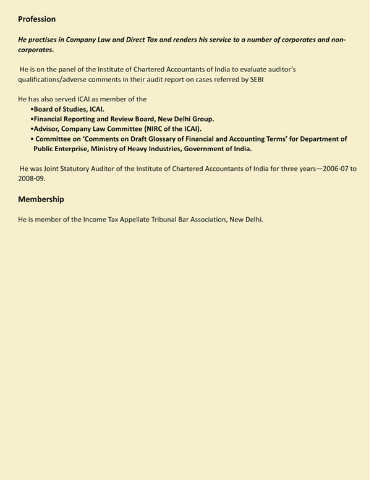 Profession
He practises in Company Law and Direct Tax and renders his service to a number of corporates and non-
corporates.
He is on the panel of the Institute of Chartered Accountants of India to evaluate auditor's
qualifications/adverse comments in their audit report on cases referred by SEBI
He has also served ICAI as member of the
•Board of Studies, ICAI.
•Financial Reporting and Review Board, New Delhi Group.
•Advisor, Company Law Committee (NIRC of the ICAI).
• Committee on 'Comments on Draft Glossary of Financial and Accounting Terms' for Department of
Public Enterprise, Ministry of Heavy Industries, Government of India.
He was Joint Statutory Auditor of the Institute of Chartered Accountants of India for three years—2006-07 to
2008-09.
Membership
He is member of the Income Tax Appellate Tribunal Bar Association, New Delhi.